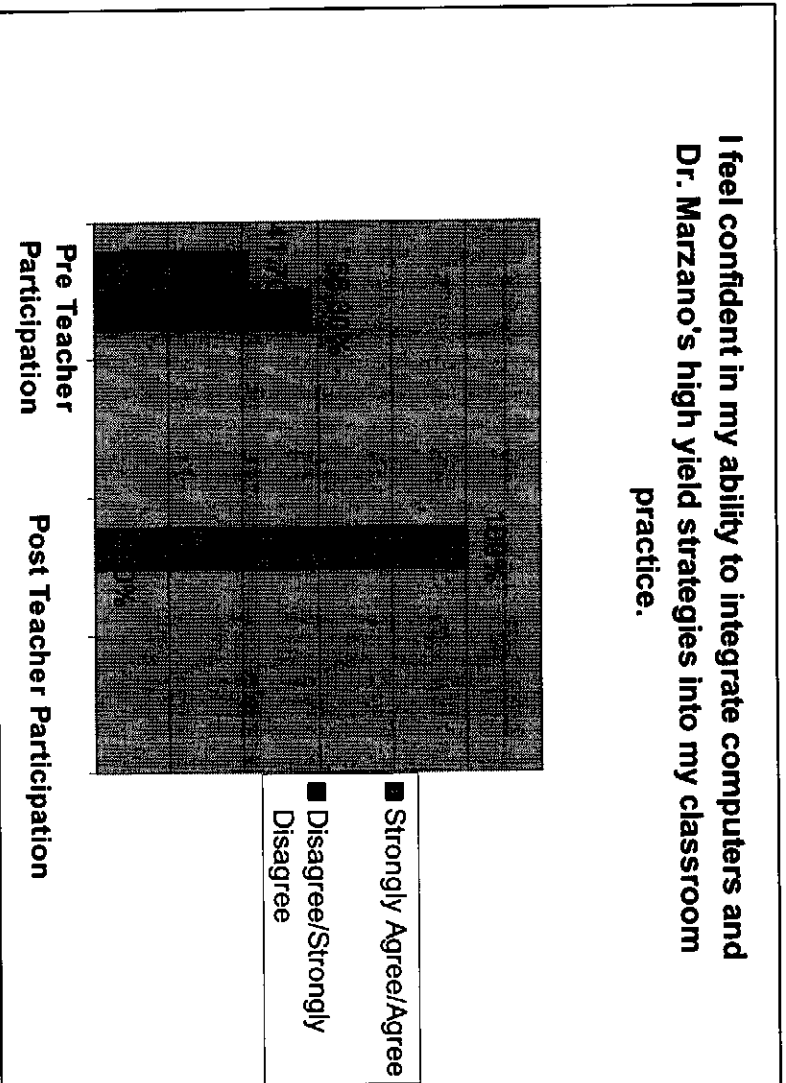 I feel confident in my ability to integrate computers and
Dr. Marzano's high yield strategies into my classroom
practice.
100%
0%
Pre Teacher
Participation
Post Teacher Participation
Strongly Agree/Agree
Disagree/Strongly
Disagree